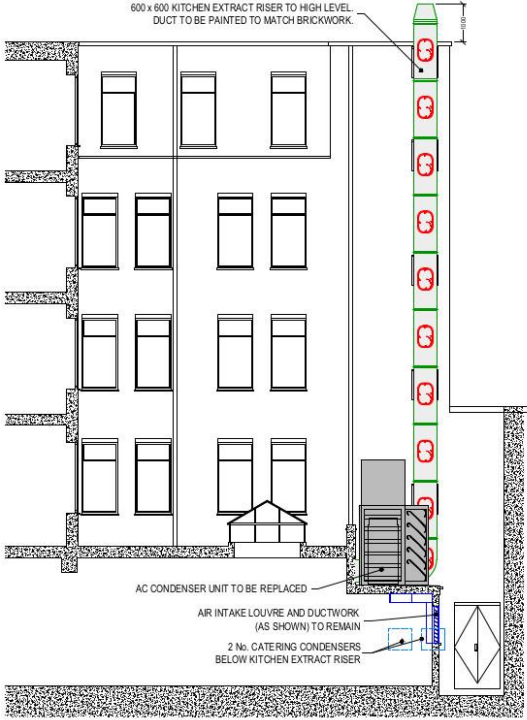 600 x 600 KITCHEN EXTRACT RISER TO HIGH LEVEL.
DUCT TO BE PAINTED TO MATCH BRICKWORK.
1000
AC CONDENSER UNIT TO BE REPLACED
AIR INTAKE LOUVRE AND DUCTWORK
(AS SHOWN) TO REMAIN
2 No. CATERING CONDENSERS
BELOW KITCHEN EXTRACT RISER